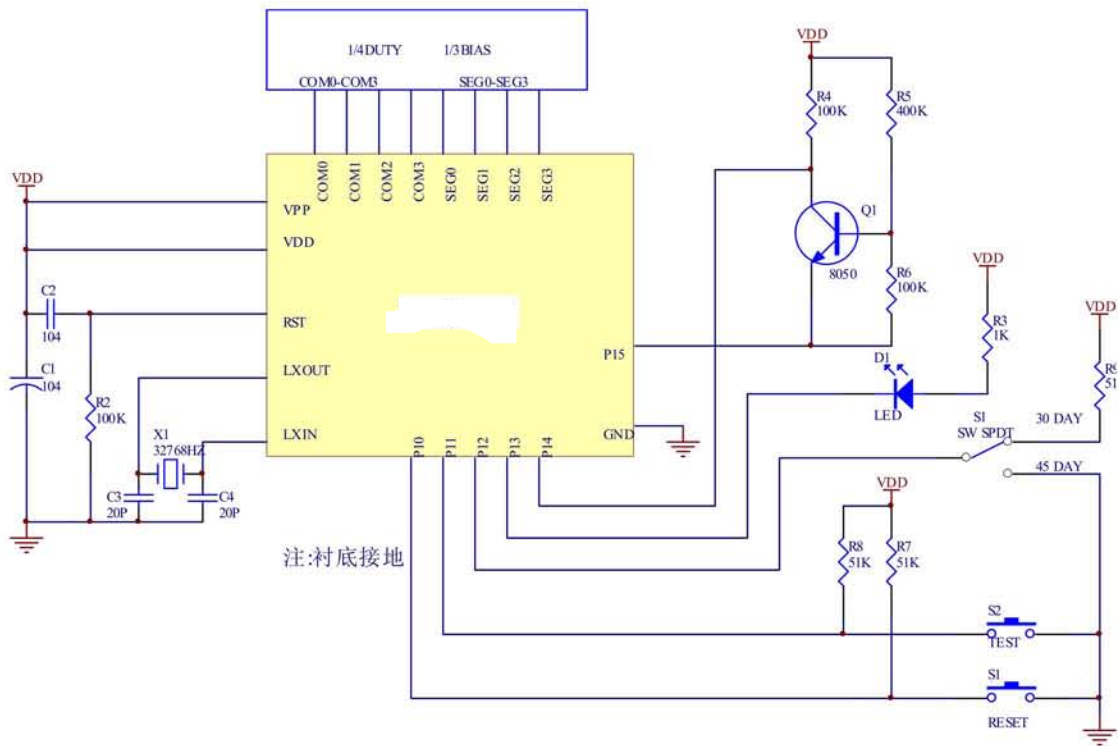 1/4DUTY 1/3BIAS
COM0-COM3 SEG0-SEG3
COM0
COM1
COM2
COM3
SEG0
SEG1
SEG2
SEG3
VDD
VPP
VDD
C2
104
RST
C1
104
LXOUT
R2
100K
X1
32768HZ
LXIN
C3
20P
C4
20P
P10
P11
P12
P13
P14
P15
GND
注:衬底接地
VDD
R4
100K
R5
400K
Q1
8050
R6
100K
VDD
R3
1K
D1
LED
VDD
R9
51
S1
SW SPDT
30 DAY
45 DAY
VDD
R8
51K
R7
51K
S2
TEST
S1
RESET